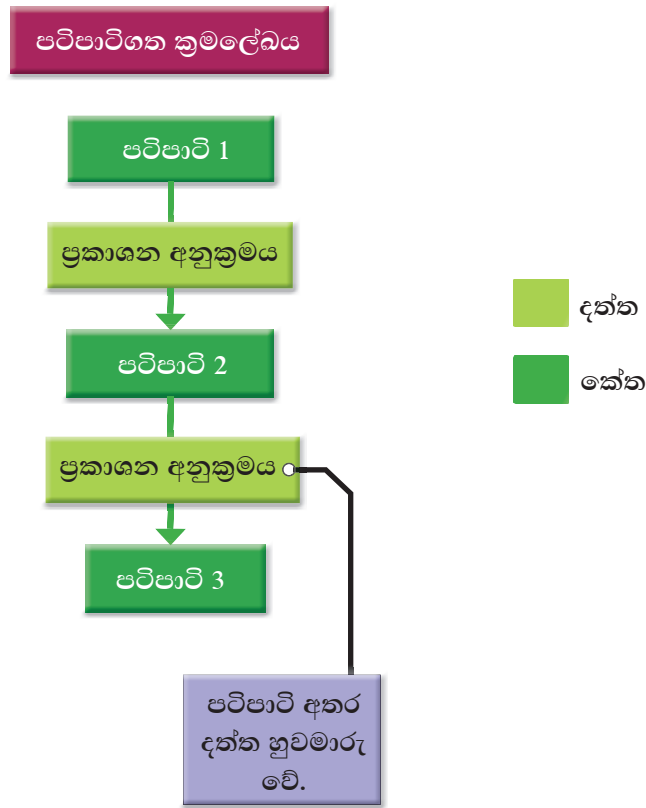 පටිපාටිගත ක්‍රමලේඛය
පටිපාටි 1
ප්‍රකාශන අනුක්‍රමය
දත්ත
පටිපාටි 2
කේත
ප්‍රකාශන අනුක්‍රමය
පටිපාටි 3
පටිපාටි අතර
දත්ත හුවමාරු
වේ.